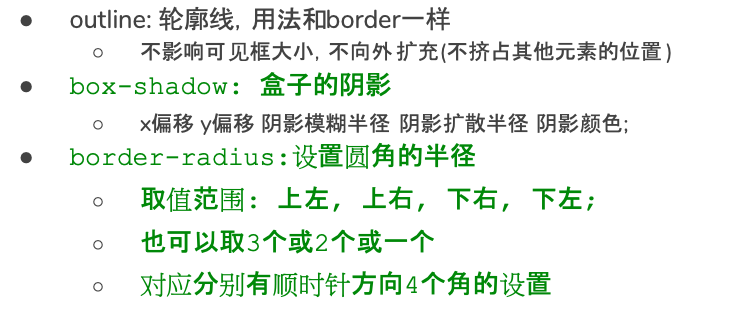 ● outline: 轮廓线, 用法和border一样
○ 不影响可见框大小, 不向外扩充(不挤占其他元素的位置)
● box-shadow: 盒子的阴影
○ x偏移 y偏移 阴影模糊半径 阴影扩散半径 阴影颜色;
● border-radius:设置圆角的半径
○ 取值范围: 上左, 上右, 下右, 下左;
○ 也可以取3个或2个或一个
○ 对应分别有顺时针方向4个角的设置